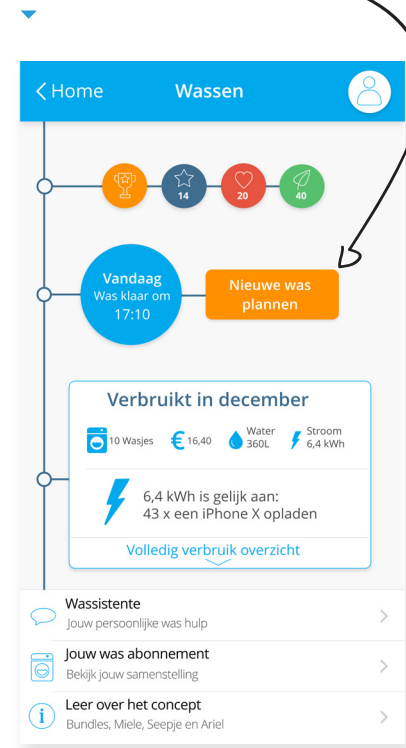 Home
Wassen
14
20
40
Vandaag
Was klaar om
17:10
Nieuwe was
plannen
Verbruikt in december
10 Wasjes
€ 16,40
Water
360L
Stroom
6,4 kWh
6,4 kWh is gelijk aan:
43 x een iPhone X opladen
Volledig verbruik overzicht
Wassistente
Jouw persoonlijke was hulp
Jouw was abonnement
Bekijk jouw samenstelling
Leer over het concept
Bundles, Miele, Seepje en Ariel